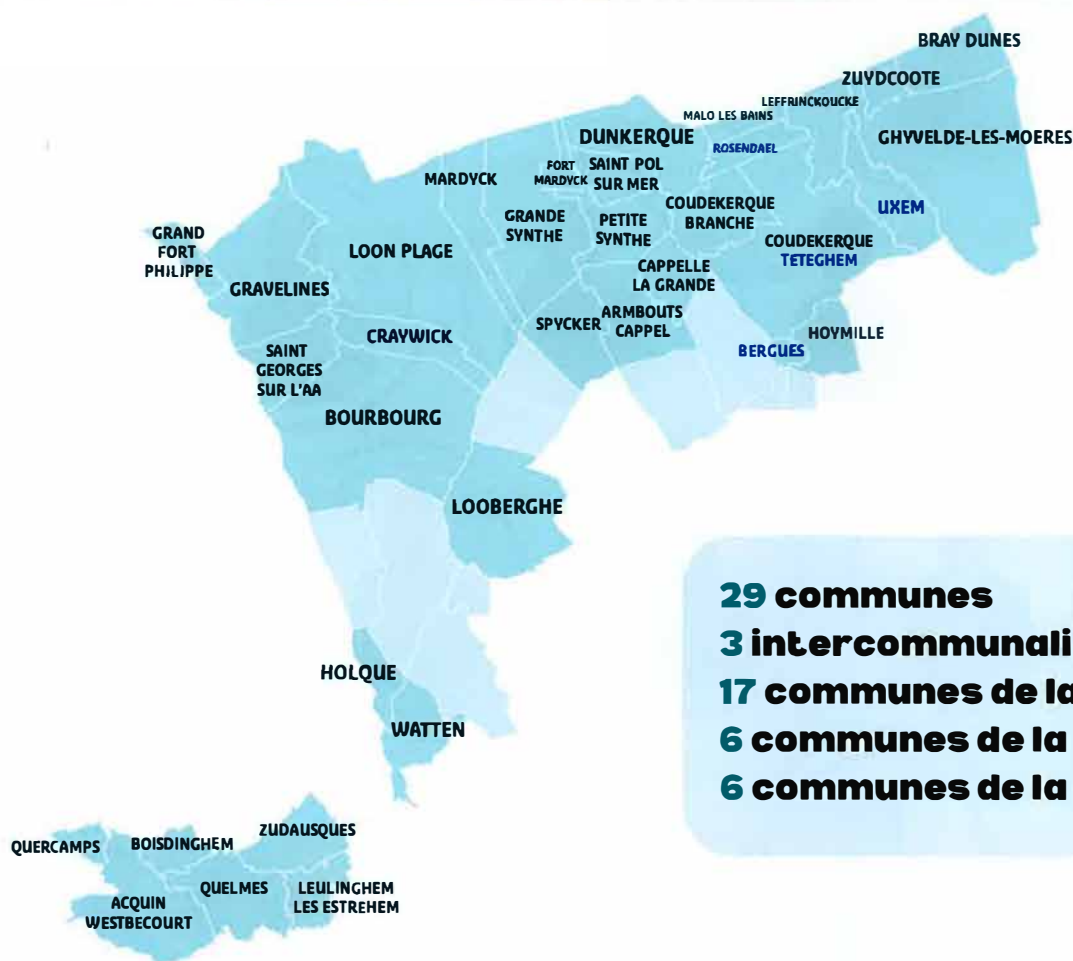 BRAY DUNES
ZUYDCOOTE
LEFFRINCKOUCKE
MALO LES BAINS
GHYVELDE-LES-MOERES
DUNKERQUE
ROSENDAEL
FORT
MARDYCK
SAINT POL
SUR MER
MARDYCK
COUDEKERQUE
BRANCHE
UXEM
GRANDE
SYNTHE
PETITE
SYNTHE
GRAND
FORT
PHILIPPE
LOON PLAGE
COUDEKERQUE
TETEGHEM
CAPPELLE
LA GRANDE
GRAVELINES
SPYCKER
ARMBOUTS
CAPPEL
HOYMILLE
CRAYWICK
BERGUES
SAINT
GEORGES
SUR L'AA
BOURBOURG
LOOBERGHE
29 communes
3 intercommunali
17 communes de la
6 communes de la
6 communes de la
HOLQUE
WATTEN
ZUDAUSQUES
QUERCAMPS
BOISDINGHEM
QUELMES
LEULINGHEM
LES ESTREHEM
ACQUIN
WESTBECOURT